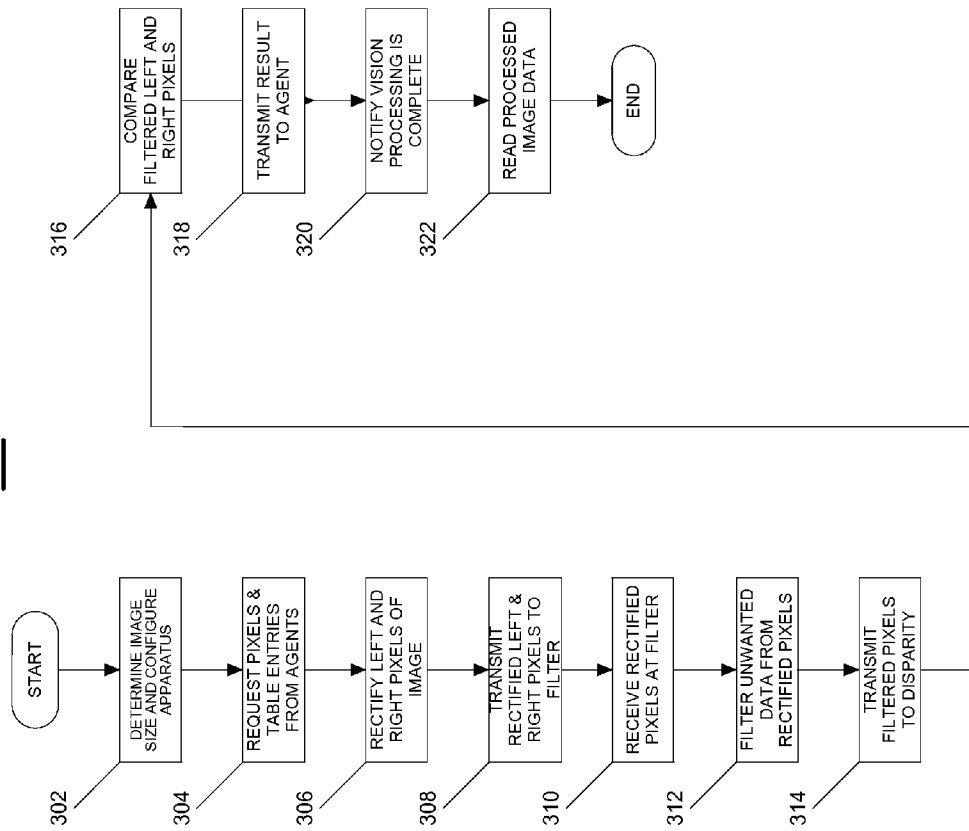 START
302
DETERMINE IMAGE
SIZE AND CONFIGURE
APPARATUS
304
REQUEST PIXELS &
TABLE ENTRIES
FROM AGENTS
306
RECTIFY LEFT AND
RIGHT PIXELS OF
IMAGE
308
TRANSMIT
RECTIFIED LEFT &
RIGHT PIXELS TO
FILTER
310
RECEIVE RECTIFIED
PIXELS AT FILTER
312
FILTER UNWANTED
DATA FROM
RECTIFIED PIXELS
314
TRANSMIT
FILTERED PIXELS
TO DISPARITY
316
COMPARE
FILTERED LEFT AND
RIGHT PIXELS
318
TRANSMIT RESULT
TO AGENT
320
NOTIFY VISION
PROCESSING IS
COMPLETE
322
READ PROCESSED
IMAGE DATA
END